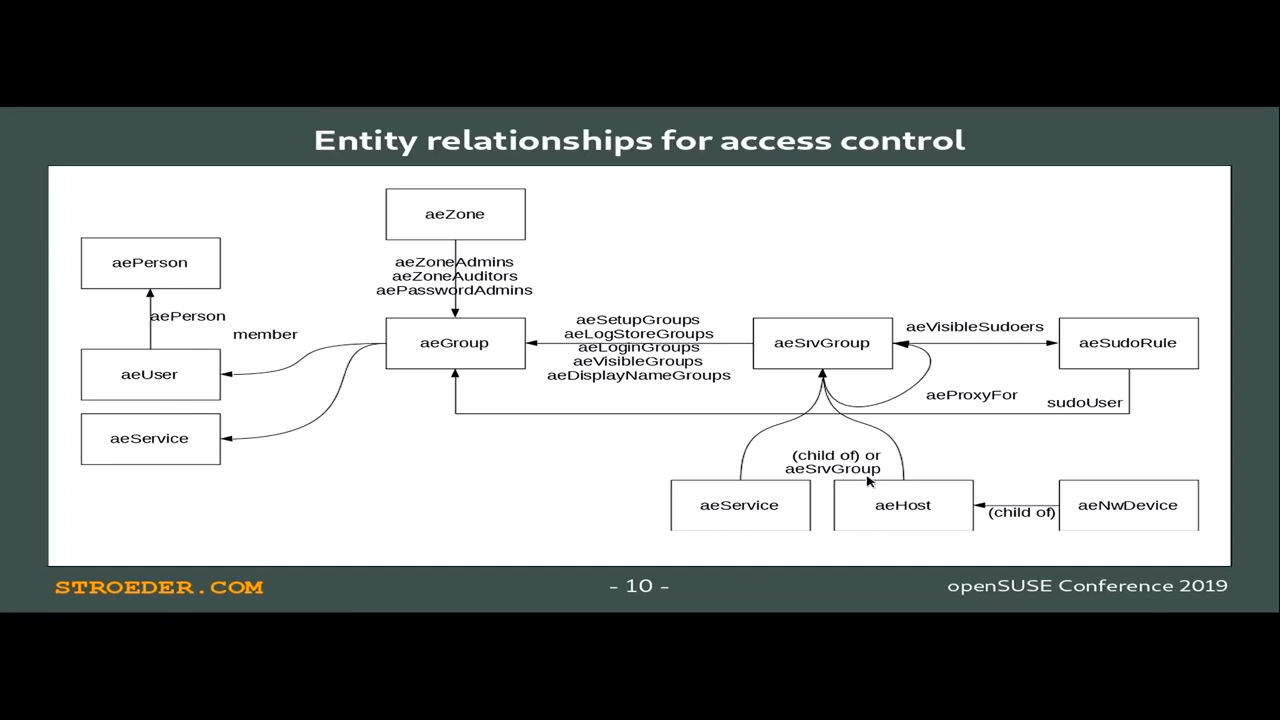 Entity relationships for access control
aeZone
aePerson
aeZoneAdmins
aeZoneAuditors
aePasswordAdmins
aePerson
member
aeUser
aeService
aeGroup
aeSetupGroups
aeLogStoreGroups
aeLoginGroups
aeVisibleGroups
aeDisplayNameGroups
aeSrvGroup
aeVisibleSudoers
aeSudoRule
aeProxyFor
sudoUser
(child of) or
aeSrvGroup
aeService
aeHost
(child of)
aeNwDevice
STROEDER.COM
- 10 -
openSUSE Conference 2019